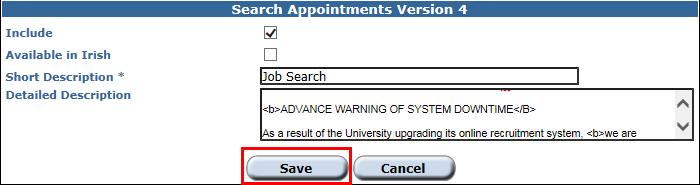 Search Appointments Version 4
Include
Available in Irish
Short Description * Job Search
Detailed Description
<b>ADVANCE WARNING OF SYSTEM DOWNTIME</B>
As a result of the University upgrading its online recruitment system, <b>we are
Save Cancel